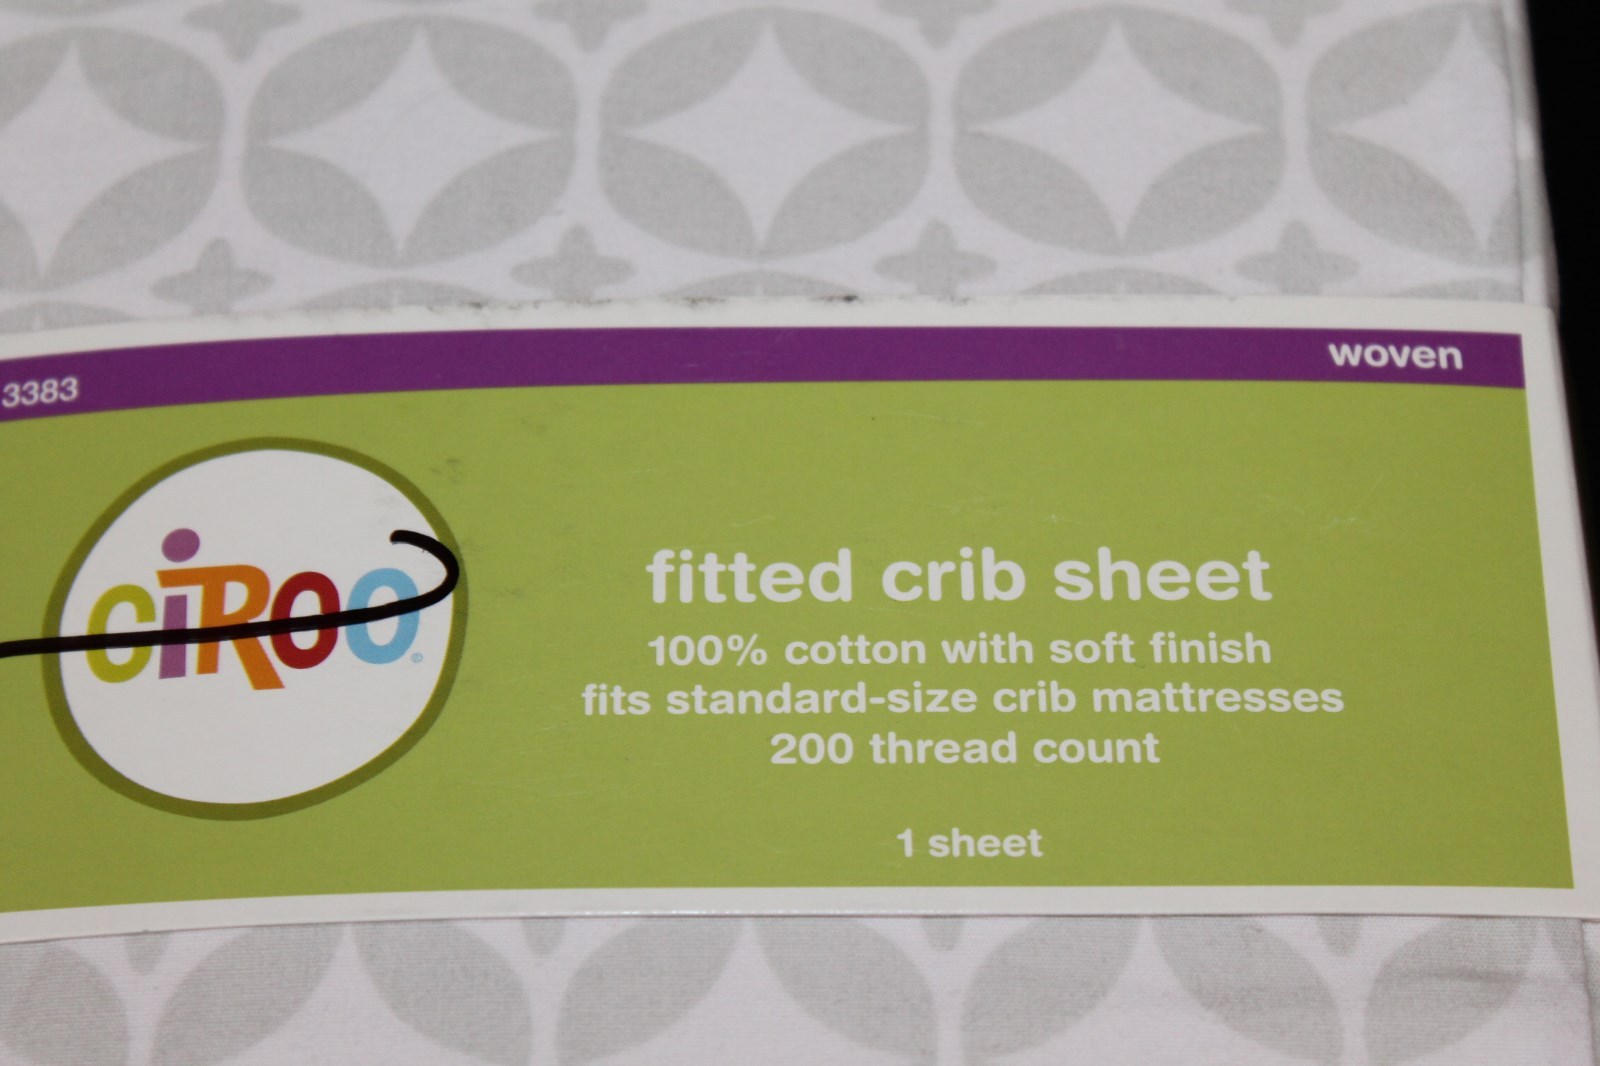 woven
3383
ciRoo®
fitted crib sheet
100% cotton with soft finish
fits standard-size crib mattresses
200 thread count
1 sheet